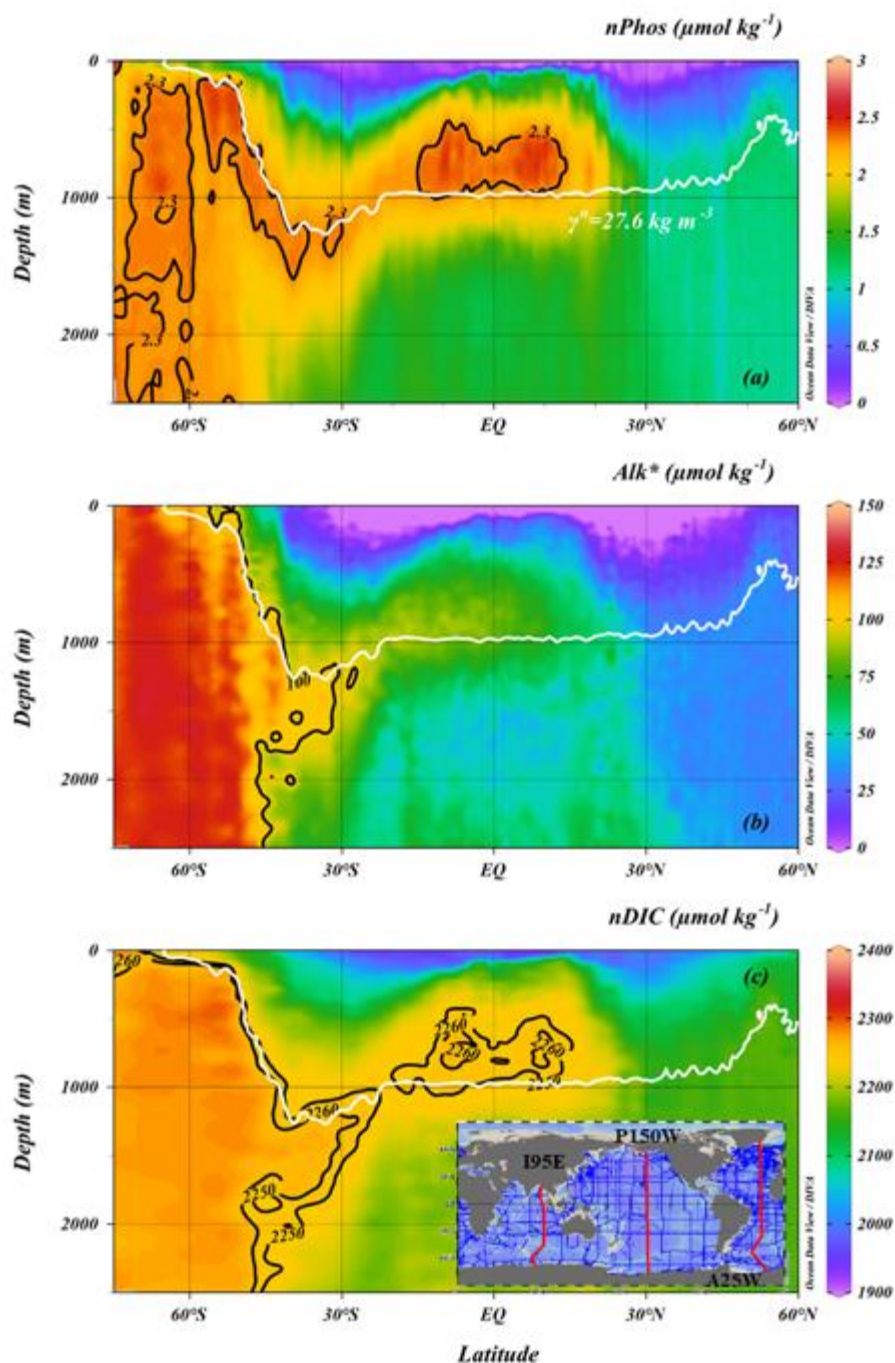 nPhos (µmol kg⁻¹)
0
1000
2000
Depth (m)
2.3
2.3
2.3
2.3
2.3
2.3
γⁿ=27.6 kg m⁻³
(a)
60°S 30°S EQ 30°N 60°N
3
2.5
2
1.5
1
0.5
0
Ocean Data View / DIVA
Alk* (µmol kg⁻¹)
0
1000
2000
Depth (m)
100
(b)
60°S 30°S EQ 30°N 60°N
150
125
100
75
50
25
0
Ocean Data View / DIVA
nDIC (µmol kg⁻¹)
0
1000
2000
Depth (m)
(c)
2260
2260
2260
2260
2260
2250
2250
2250
P150W
I95E
A25W
60°S 30°S EQ 30°N 60°N
2400
2300
2200
2100
2000
1900
Ocean Data View / DIVA
Latitude